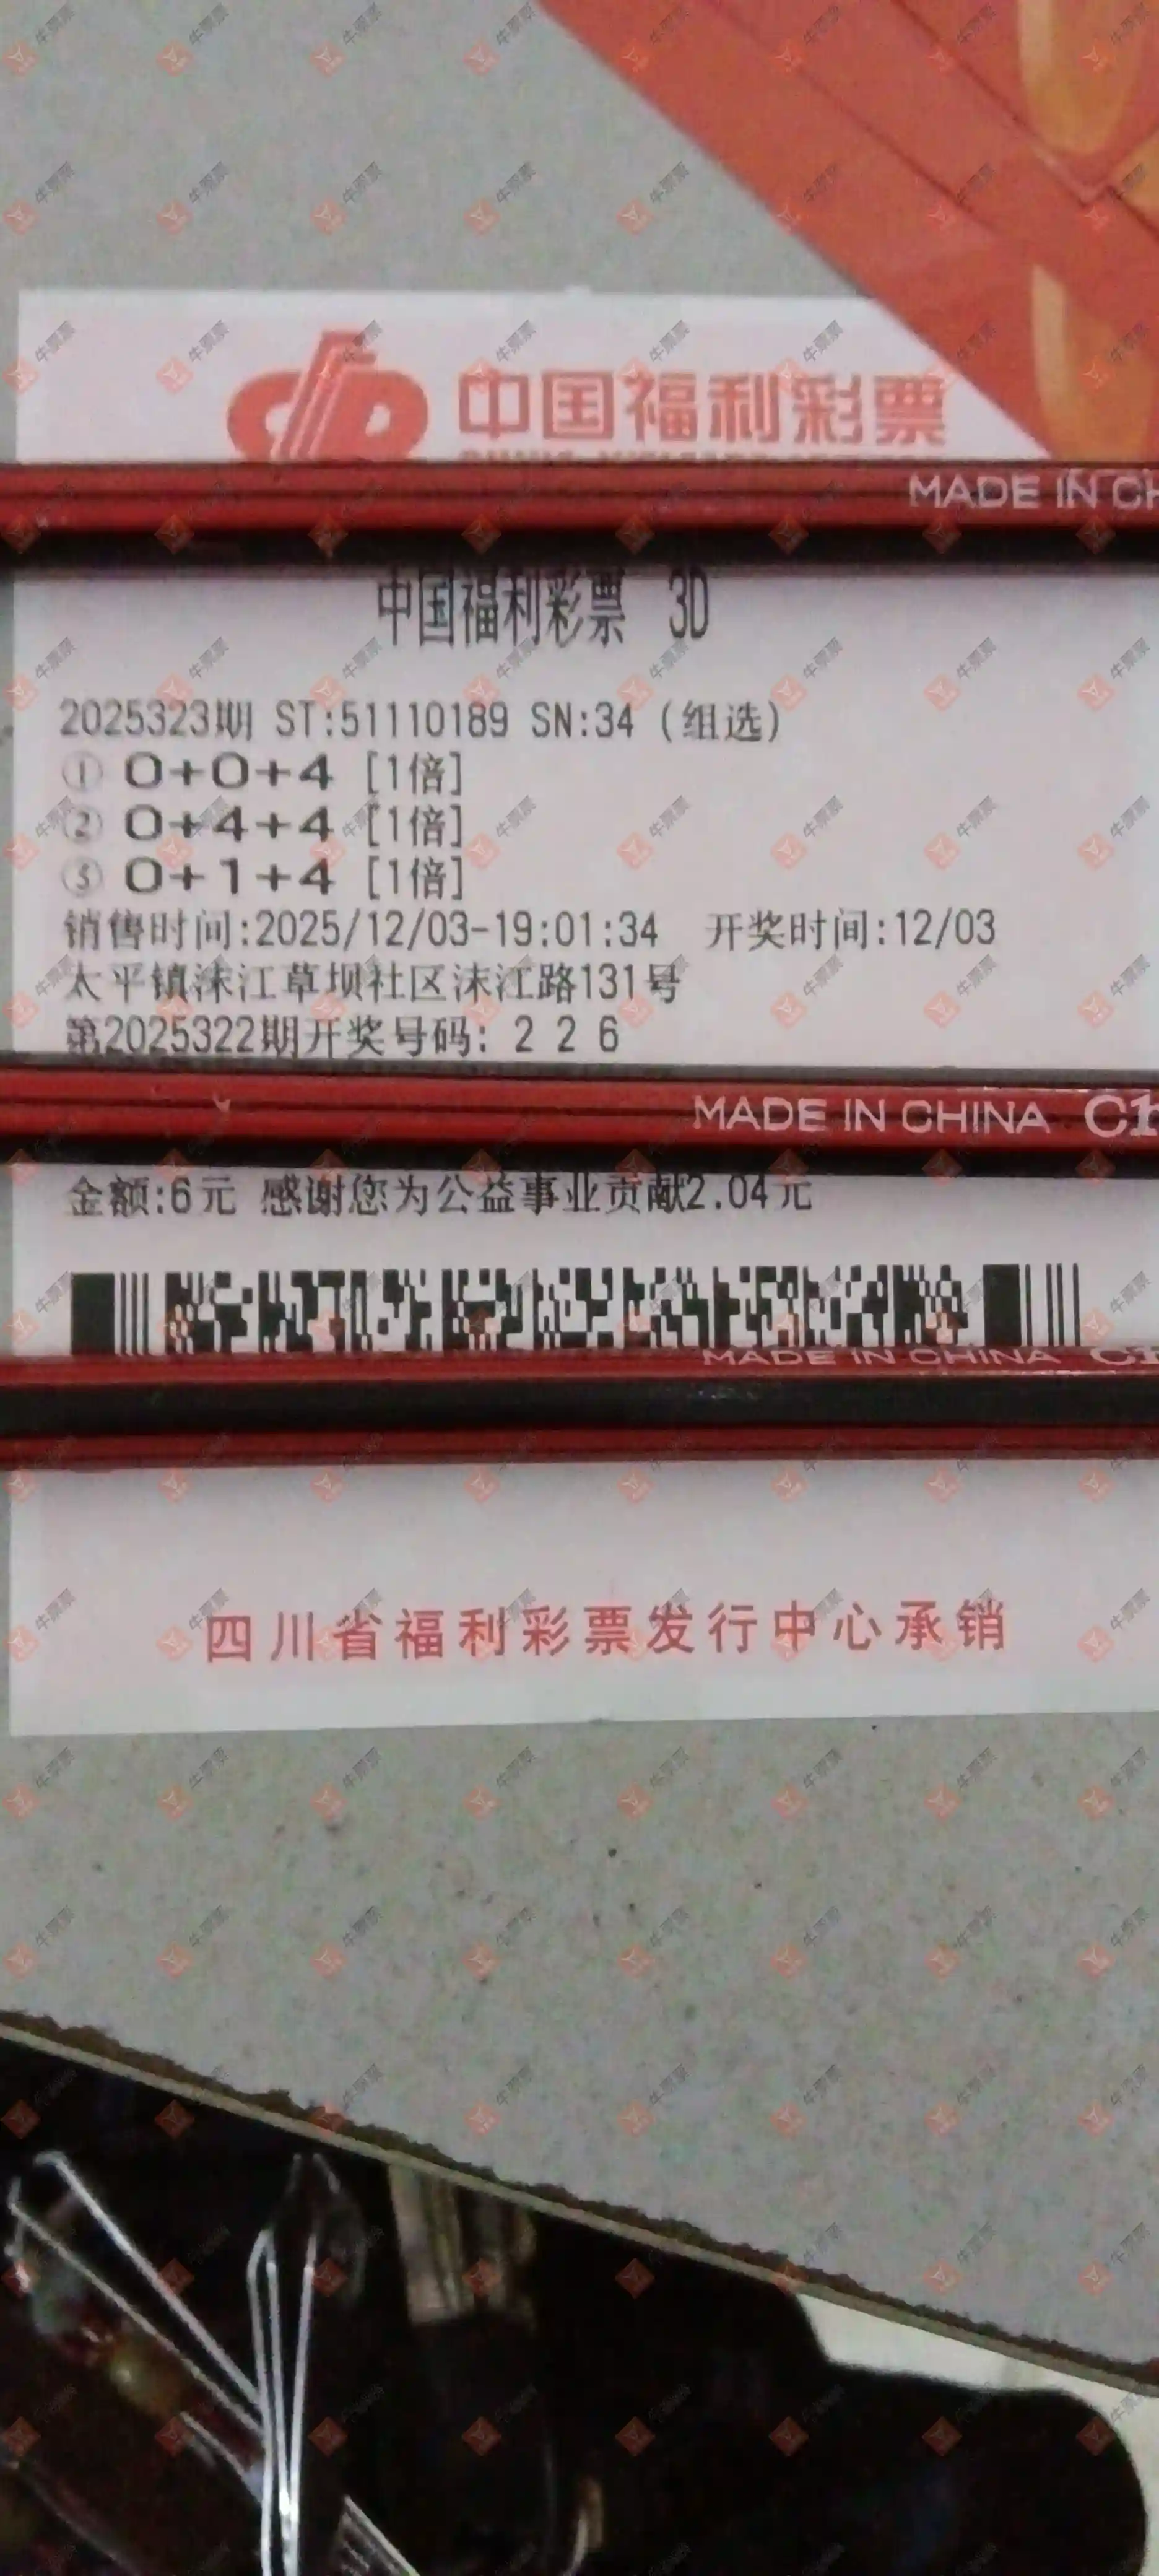 中国福利彩票
MADE IN CH
中国福利彩票 3D
2025323期 ST:51110189 SN:34 (组选)
① 0+0+4 [1倍]
② 0+4+4 [1倍]
③ 0+1+4 [1倍]
销售时间:2025/12/03-19:01:34 开奖时间:12/03
太平镇沫江草坝社区沫江路131号
第2025322期开奖号码: 2 2 6
MADE IN CHINA
金额:6元 感谢您为公益事业贡献2.04元
MADE IN CHINA
四川省福利彩票发行中心承销
牛票票